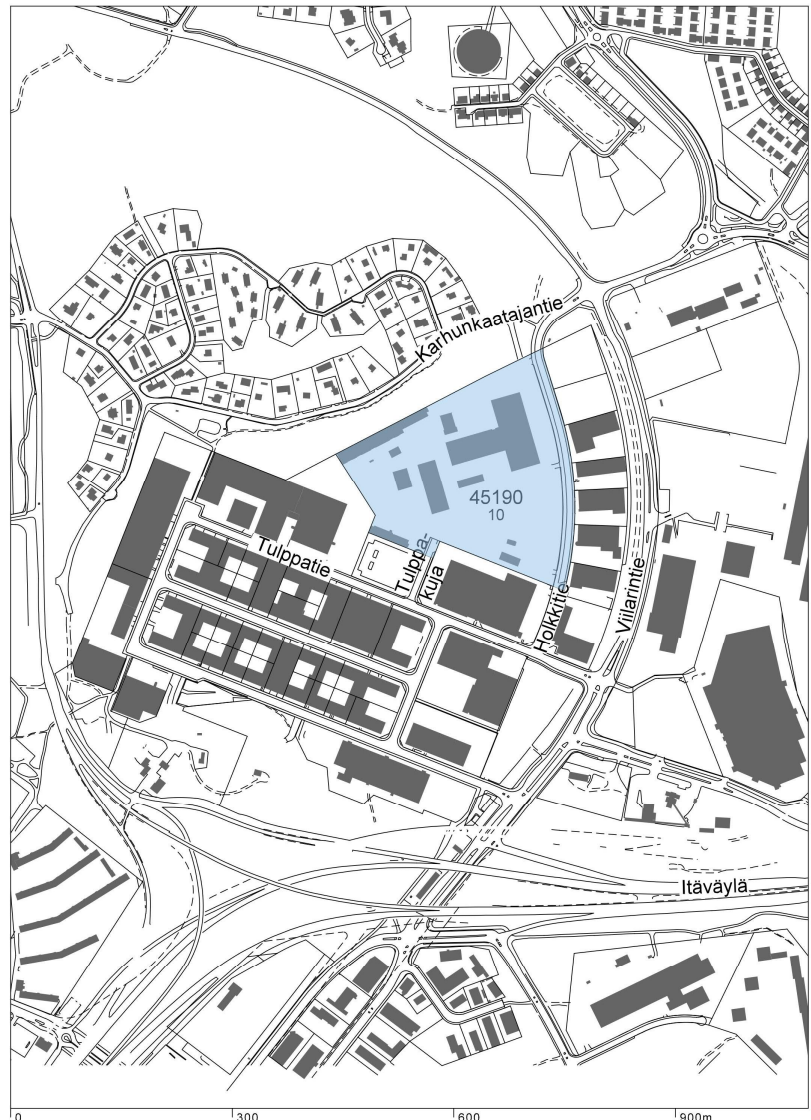 Karhunkaatajantie
45190
10
Tulppatie
Tulppa
kuja
Holkkitie
Viilarintie
Itäväylä
0 300 600 900m